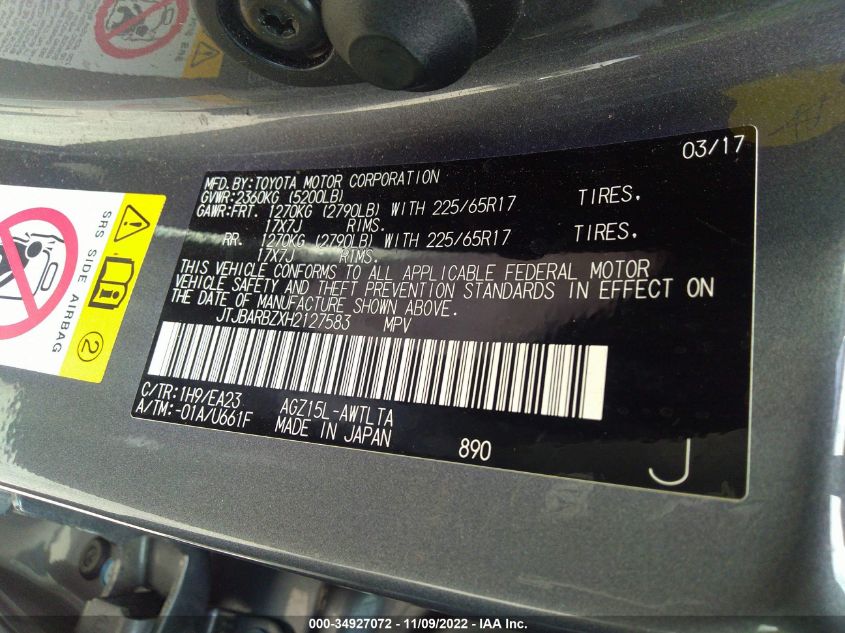 03/17
MFD.BY:TOYOTA MOTOR CORPORATION
GVWR:2360KG (5200LB)
GAWR:FRT. 1270KG (2790LB) WITH 225/65R17 TIRES,
17X7J RIMS.
RR. 1270KG (2790LB) WITH 225/65R17 TIRES,
17X7J RIMS.
THIS VEHICLE CONFORMS TO ALL APPLICABLE FEDERAL MOTOR
VEHICLE SAFETY AND THEFT PREVENTION STANDARDS IN EFFECT ON
THE DATE OF MANUFACTURE SHOWN ABOVE.
JTJBARBZXH2127583 MPV
C/TR:1H9/EA23 AGZ15L-AWTLTA
A/TM:-01A/U661F MADE IN JAPAN 890 J
SRS SIDE AIRBAG
2
000-34927072 - 11/09/2022 - IAA Inc.